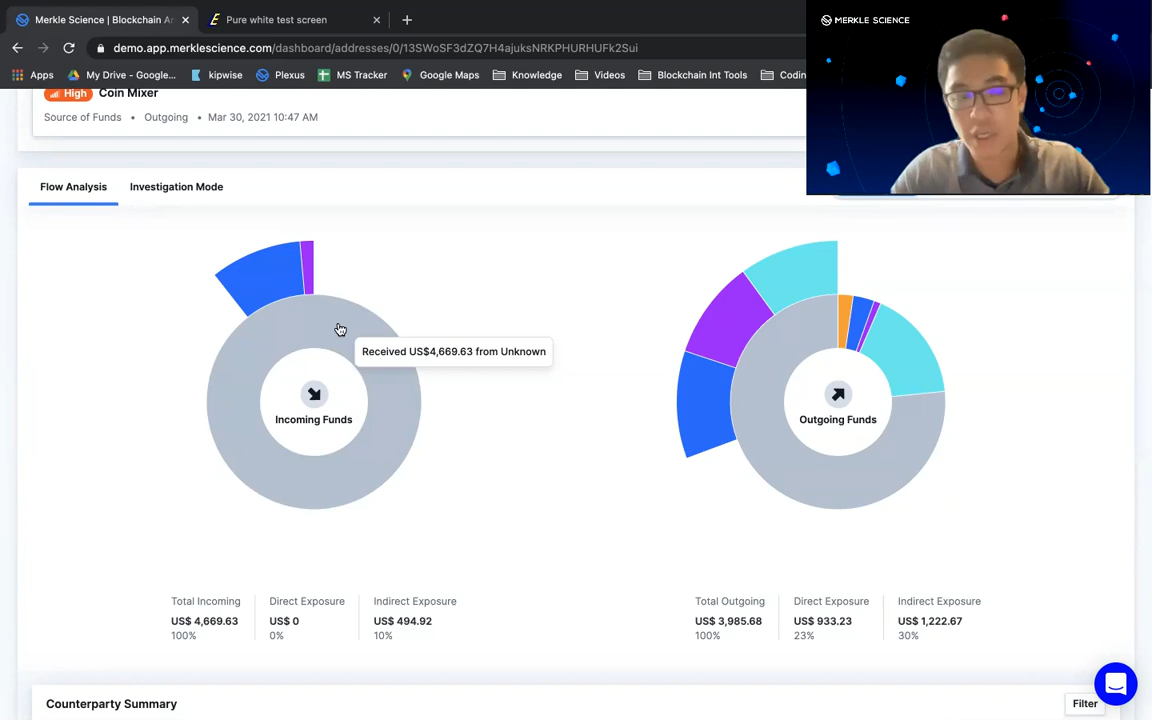 Merkle Science | Blockchain An
Pure white test screen
demo.app.merklescience.com/dashboard/addresses/0/13SWoSF3dZQ7H4ajuksNRKPHURHUFk2Sui
Apps
My Drive - Google...
kipwise
Plexus
MS Tracker
Google Maps
Knowledge
Videos
Blockchain Int Tools
Codin
MERKLE SCIENCE
High Coin Mixer
Source of Funds • Outgoing • Mar 30, 2021 10:47 AM
Flow Analysis
Investigation Mode
Received US$4,669.63 from Unknown
Incoming Funds
Outgoing Funds
Total Incoming
US$ 4,669.63
100%
Direct Exposure
US$ 0
0%
Indirect Exposure
US$ 494.92
10%
Total Outgoing
US$ 3,985.68
100%
Direct Exposure
US$ 933.23
23%
Indirect Exposure
US$ 1,222.67
30%
Counterparty Summary
Filter